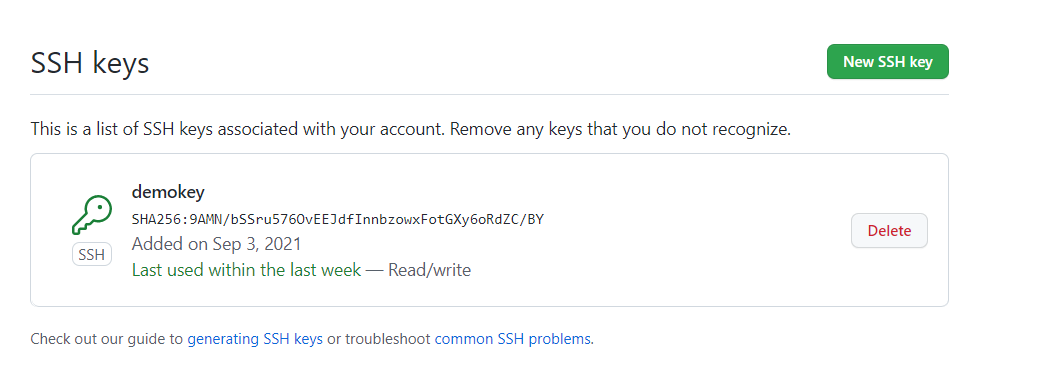 SSH keys
New SSH key
This is a list of SSH keys associated with your account. Remove any keys that you do not recognize.
demokey
SHA256:9AMN/bSSru576OvEEJdfInnbzowxFotGXy6oRdZC/BY
Added on Sep 3, 2021
Last used within the last week — Read/write
SSH
Delete
Check out our guide to generating SSH keys or troubleshoot common SSH problems.